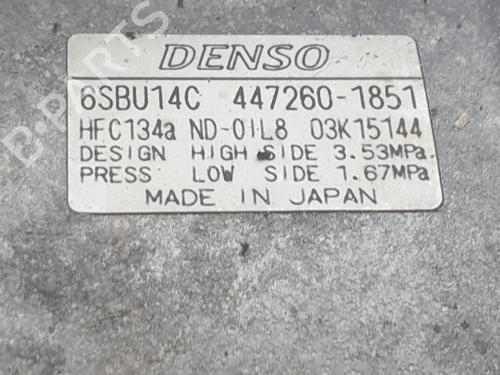 DENSO
6SBU14C 447260-1851
HFC134a ND-OIL8 03K15144
DESIGN HIGH SIDE 3.53MPa
PRESS LOW SIDE 1.67MPa
MADE IN JAPAN
B-PARTS